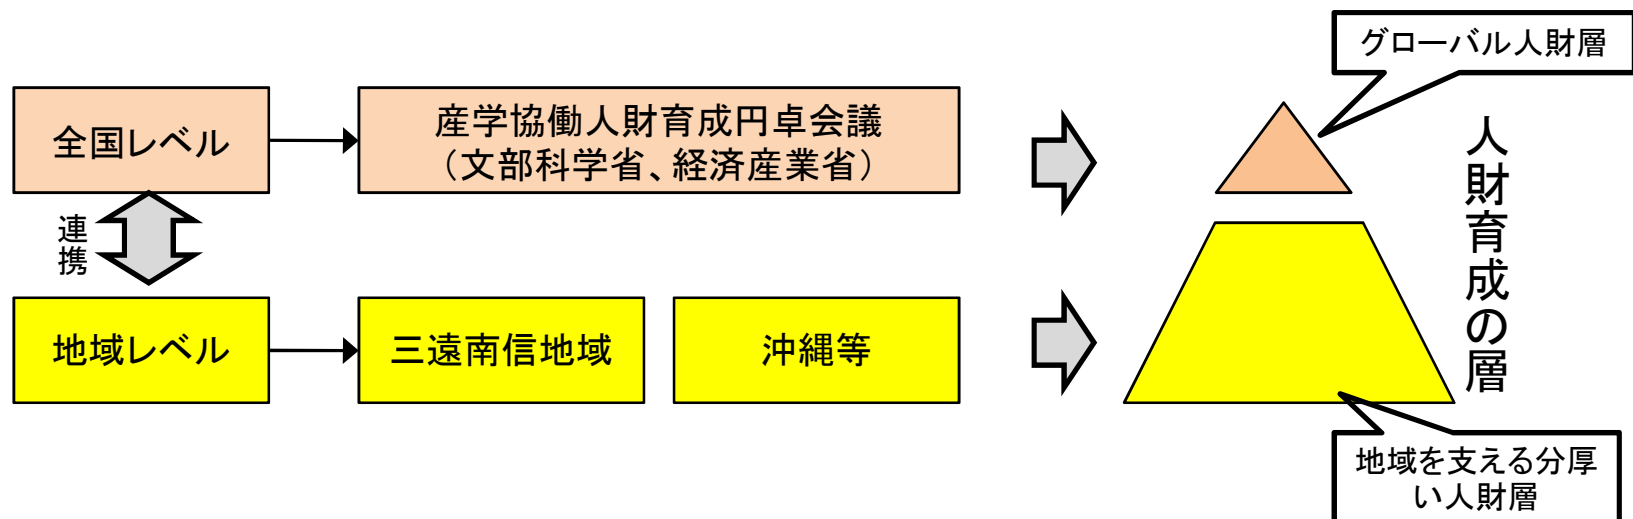 グローバル人財層
全国レベル
産学協働人財育成円卓会議
（文部科学省、経済産業省）
連携
地域レベル
三遠南信地域
沖縄等
人財育成の層
地域を支える分厚
い人財層